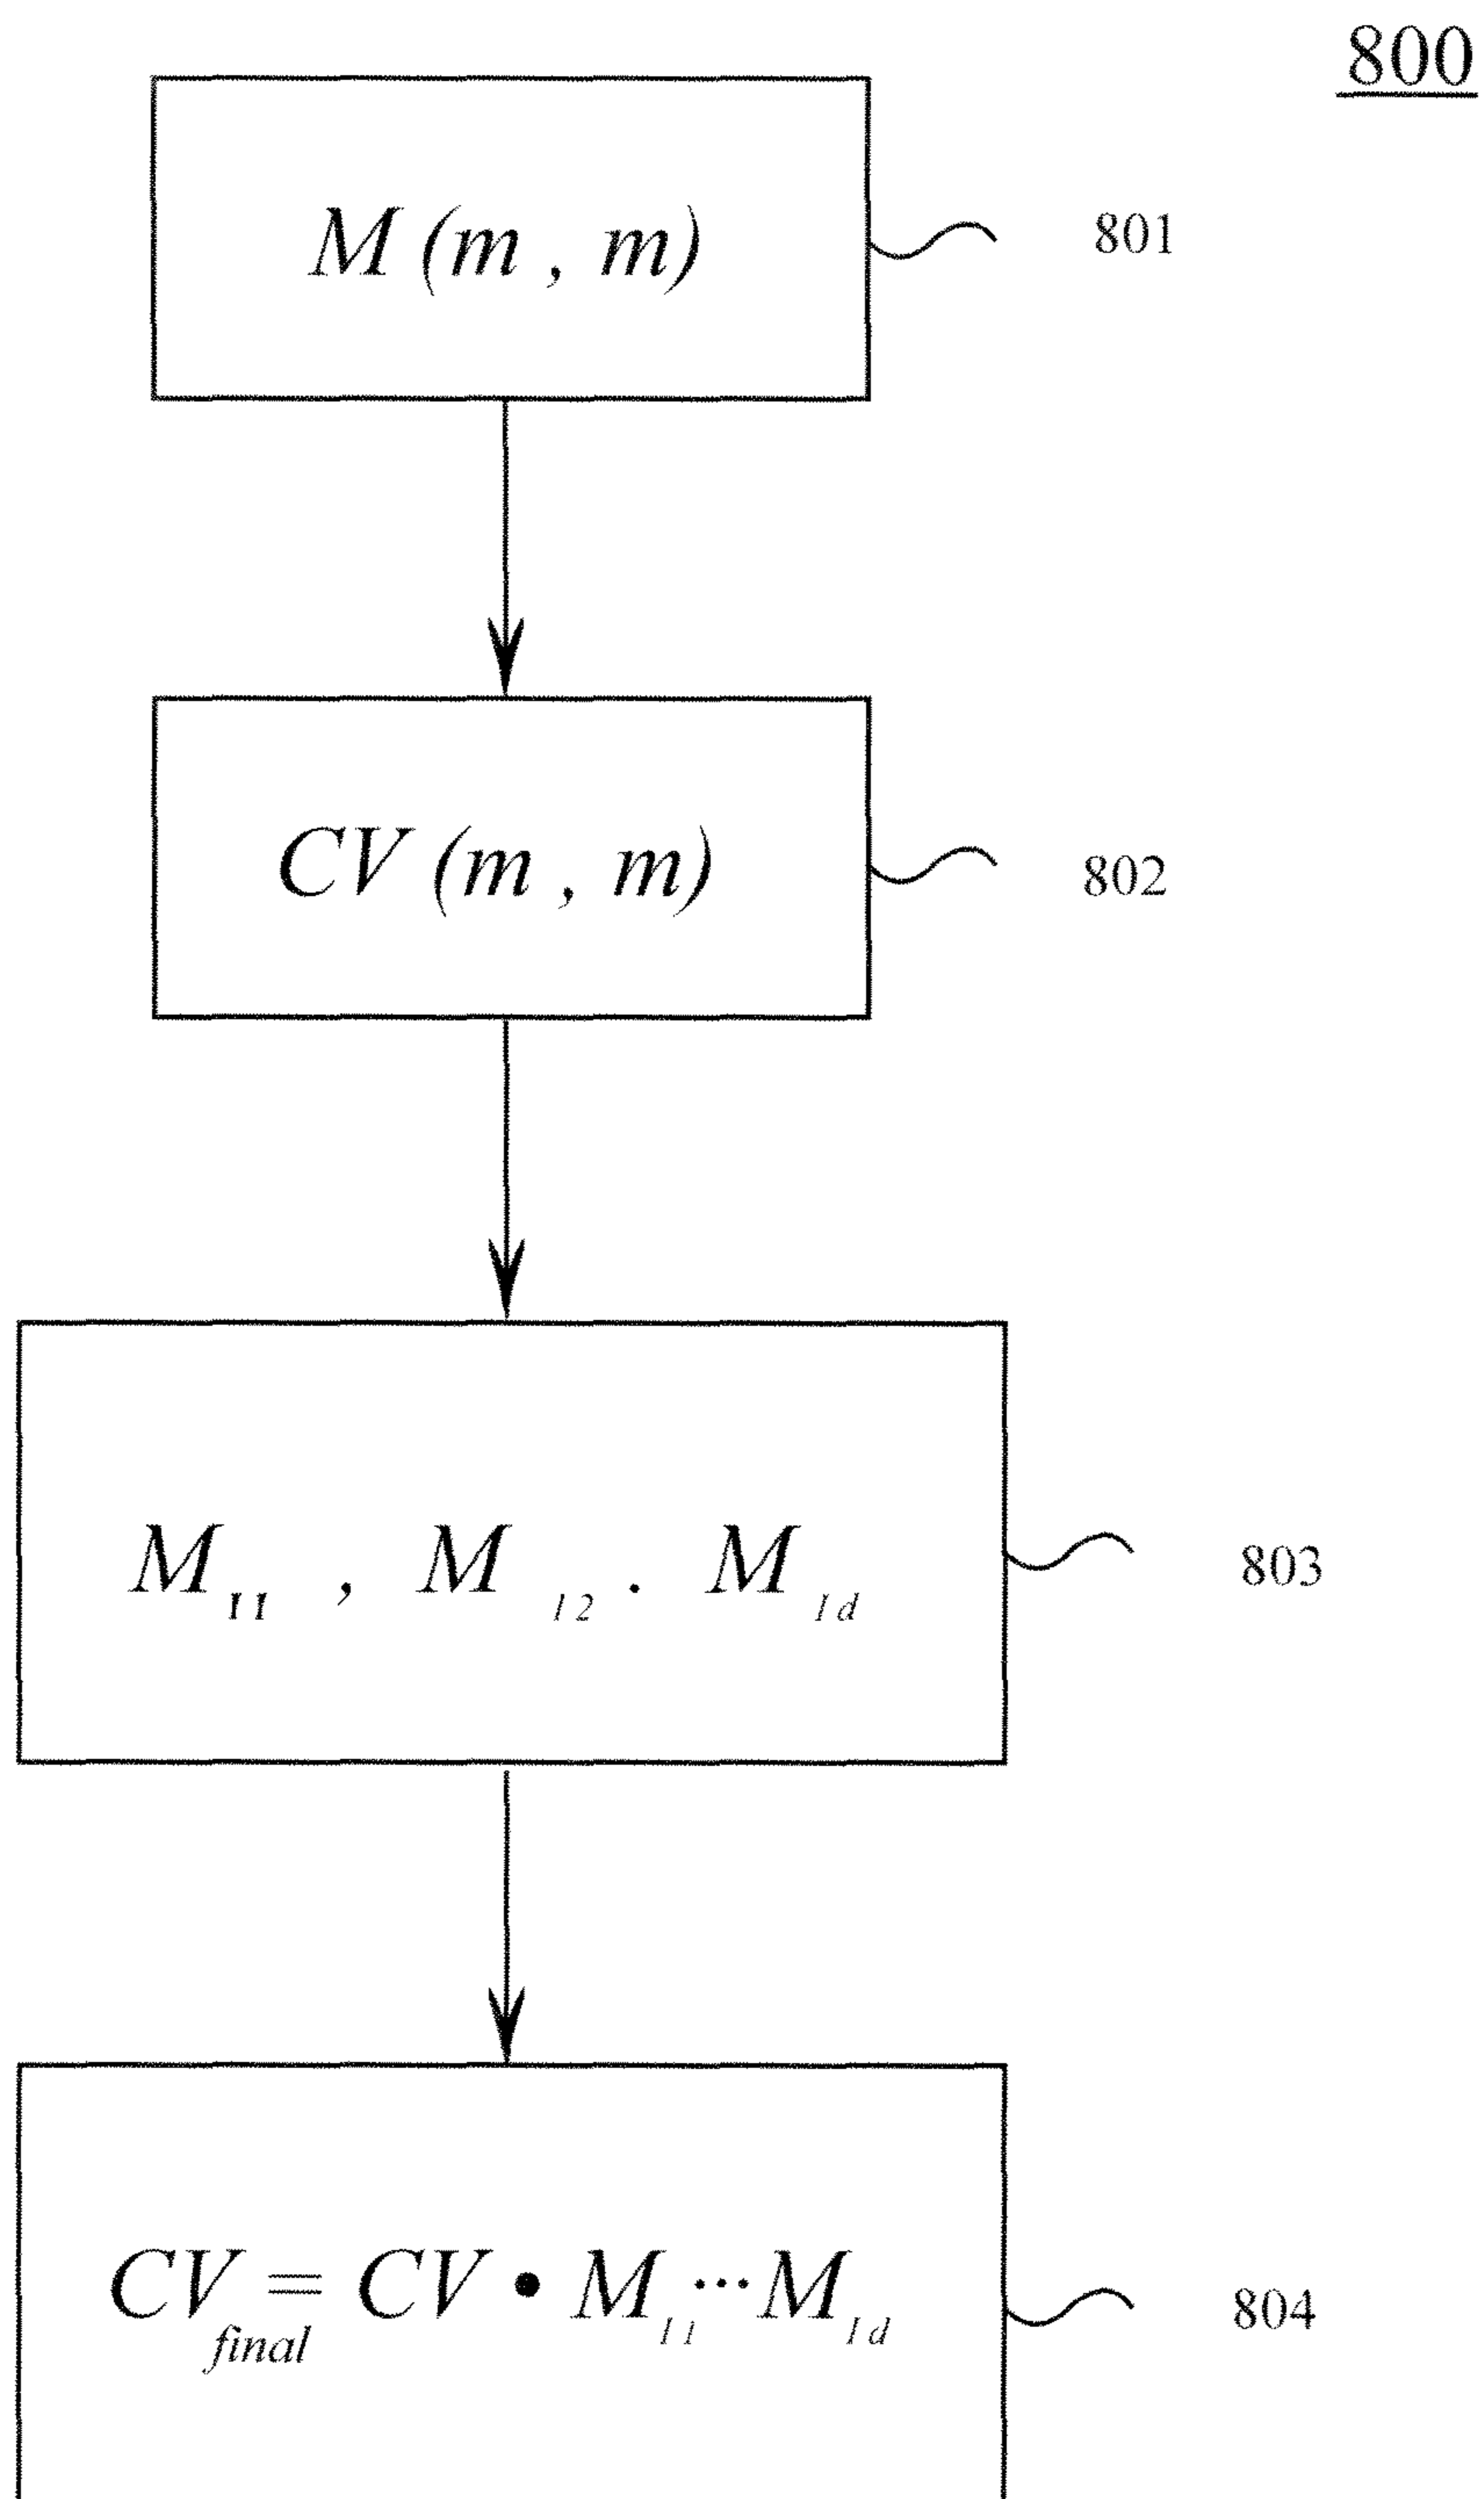 800
M (m , m)
801
CV (m , m)
802
M₁₁ , M₁₂ . M₁d
803
CVfinal = CV • M₁₁ ··· M₁d
804